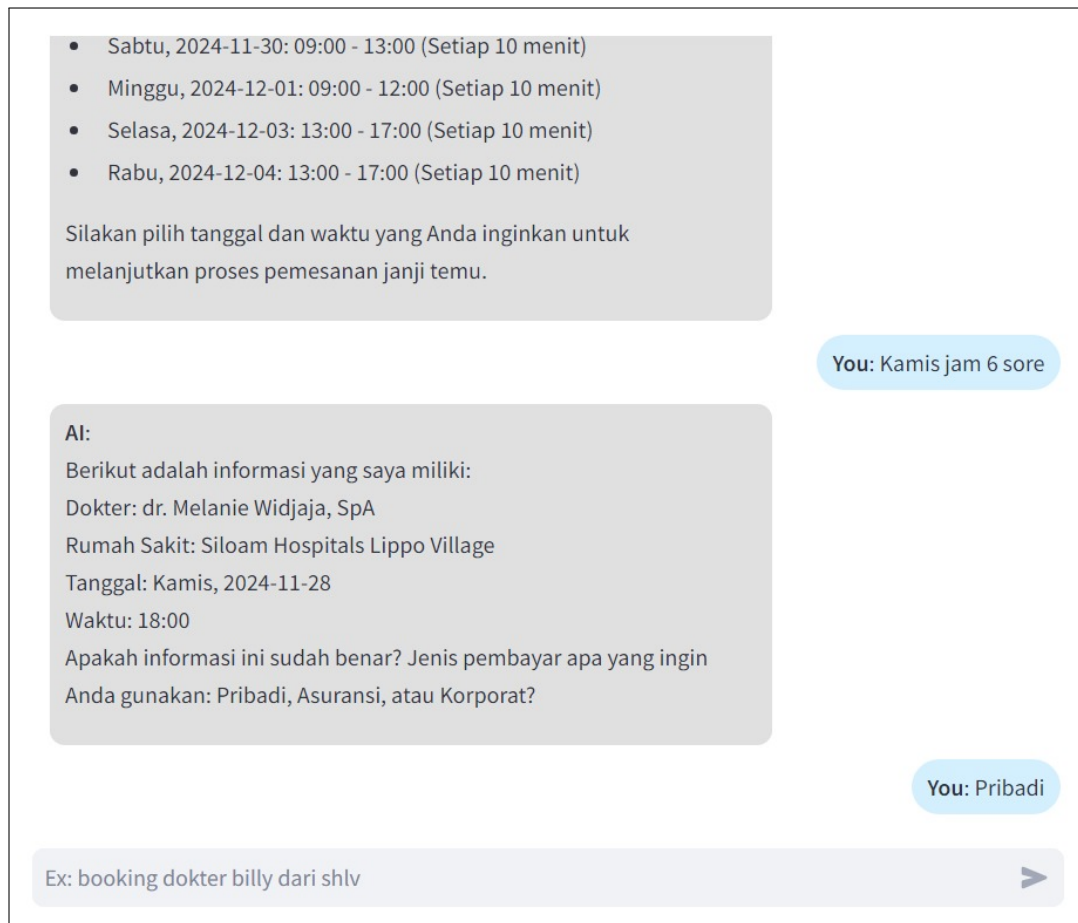 • Sabtu, 2024-11-30: 09:00 - 13:00 (Setiap 10 menit)
• Minggu, 2024-12-01: 09:00 - 12:00 (Setiap 10 menit)
• Selasa, 2024-12-03: 13:00 - 17:00 (Setiap 10 menit)
• Rabu, 2024-12-04: 13:00 - 17:00 (Setiap 10 menit)
Silakan pilih tanggal dan waktu yang Anda inginkan untuk
melanjutkan proses pemesanan janji temu.
You: Kamis jam 6 sore
AI:
Berikut adalah informasi yang saya miliki:
Dokter: dr. Melanie Widjaja, SpA
Rumah Sakit: Siloam Hospitals Lippo Village
Tanggal: Kamis, 2024-11-28
Waktu: 18:00
Apakah informasi ini sudah benar? Jenis pembayar apa yang ingin
Anda gunakan: Pribadi, Asuransi, atau Korporat?
You: Pribadi
Ex: booking dokter billy dari shlv